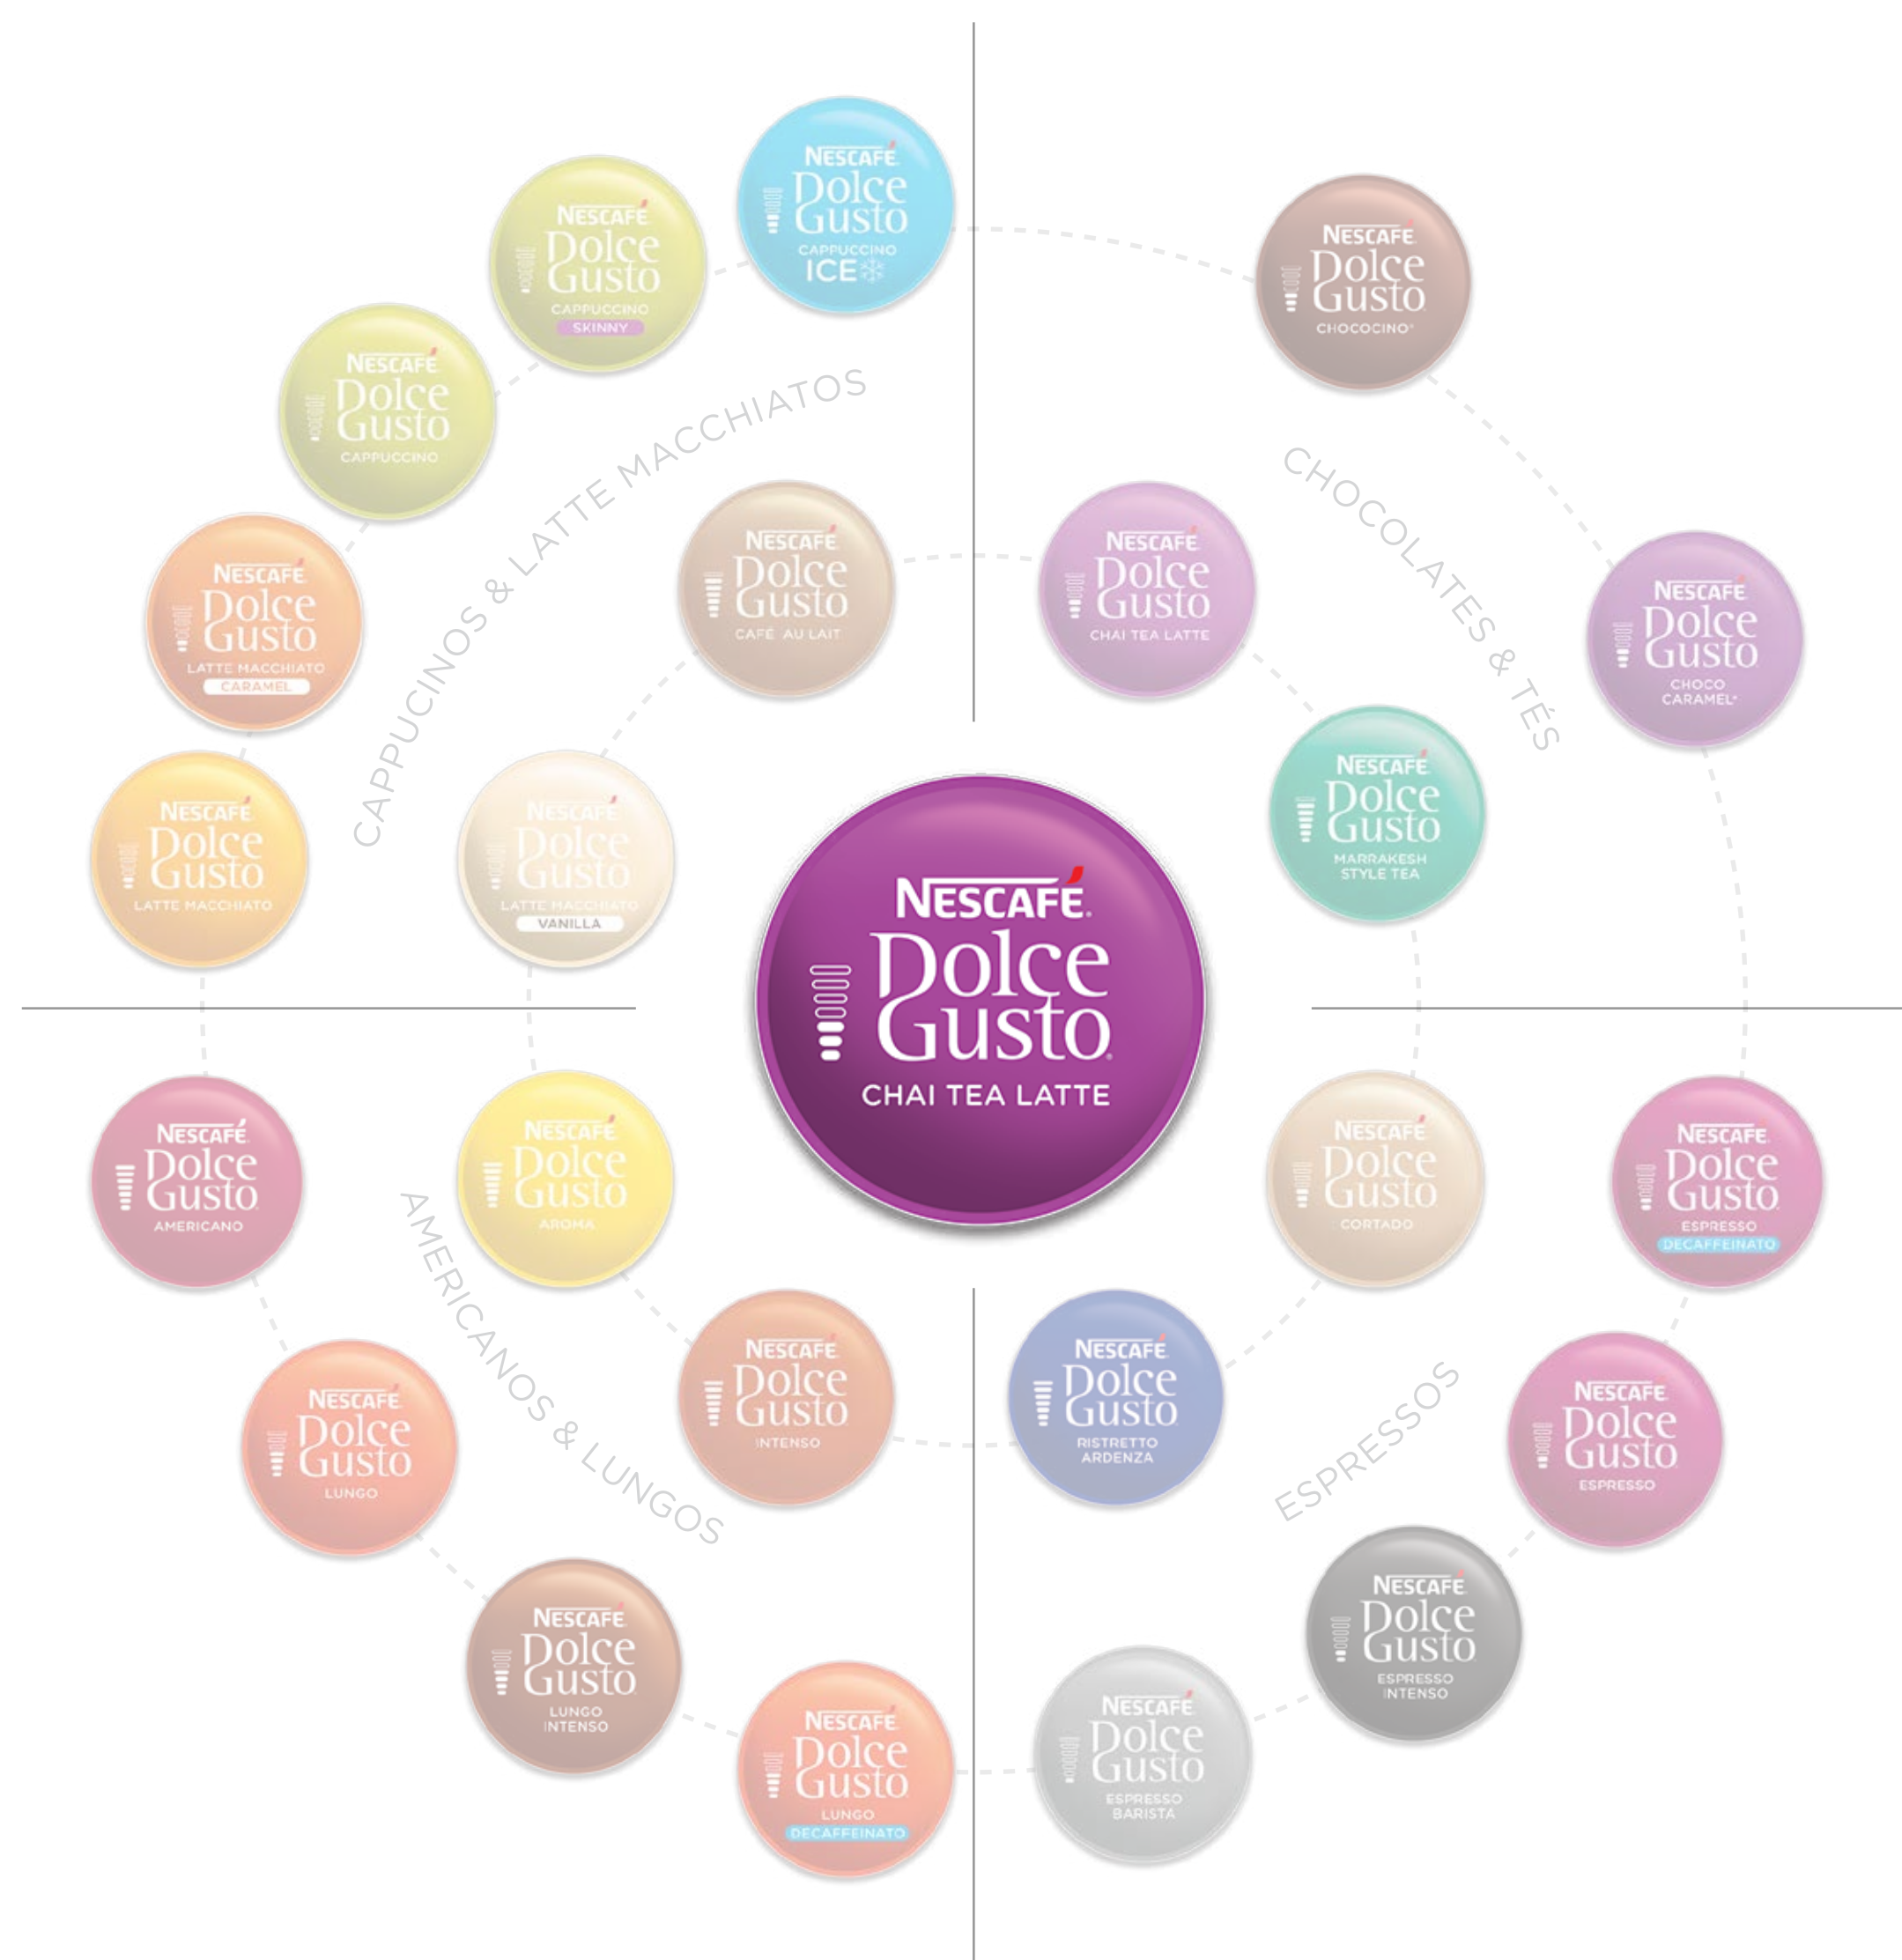 NESCAFÉ
Dolce
Gusto
CAPPUCCINO
ICE
NESCAFÉ
Dolce
Gusto
CAPPUCCINO
SKINNY
NESCAFÉ
Dolce
Gusto
CAPPUCCINO
NESCAFÉ
Dolce
Gusto
LATTE MACCHIATO
CARAMEL
NESCAFÉ
Dolce
Gusto
LATTE MACCHIATO
CAPPUCINOS & LATTE MACCHIATOS
NESCAFÉ
Dolce
Gusto
CAFÉ AU LAIT
NESCAFÉ
Dolce
Gusto
LATTE MACCHIATO
VANILLA
NESCAFÉ
Dolce
Gusto
CHOCOCINO*
NESCAFÉ
Dolce
Gusto
CHOCO
CARAMEL*
CHOCOLATES & TÉS
NESCAFÉ
Dolce
Gusto
CHAI TEA LATTE
NESCAFÉ
Dolce
Gusto
MARRAKESH
STYLE TEA
NESCAFÉ®
Dolce
Gusto®
CHAI TEA LATTE
NESCAFÉ
Dolce
Gusto
AMERICANO
NESCAFÉ
Dolce
Gusto
AROMA
AMERICANOS & LUNGOS
NESCAFÉ
Dolce
Gusto
INTENSO
NESCAFÉ
Dolce
Gusto
LUNGO
NESCAFÉ
Dolce
Gusto
LUNGO
INTENSO
NESCAFÉ
Dolce
Gusto
LUNGO
DECAFFEINATO
NESCAFÉ
Dolce
Gusto
CORTADO
NESCAFÉ
Dolce
Gusto
ESPRESSO
DECAFFEINATO
NESCAFÉ
Dolce
Gusto
RISTRETTO
ARDENZA
ESPRESSOS
NESCAFÉ
Dolce
Gusto
ESPRESSO
NESCAFÉ
Dolce
Gusto
ESPRESSO
INTENSO
NESCAFÉ
Dolce
Gusto
ESPRESSO
BARISTA